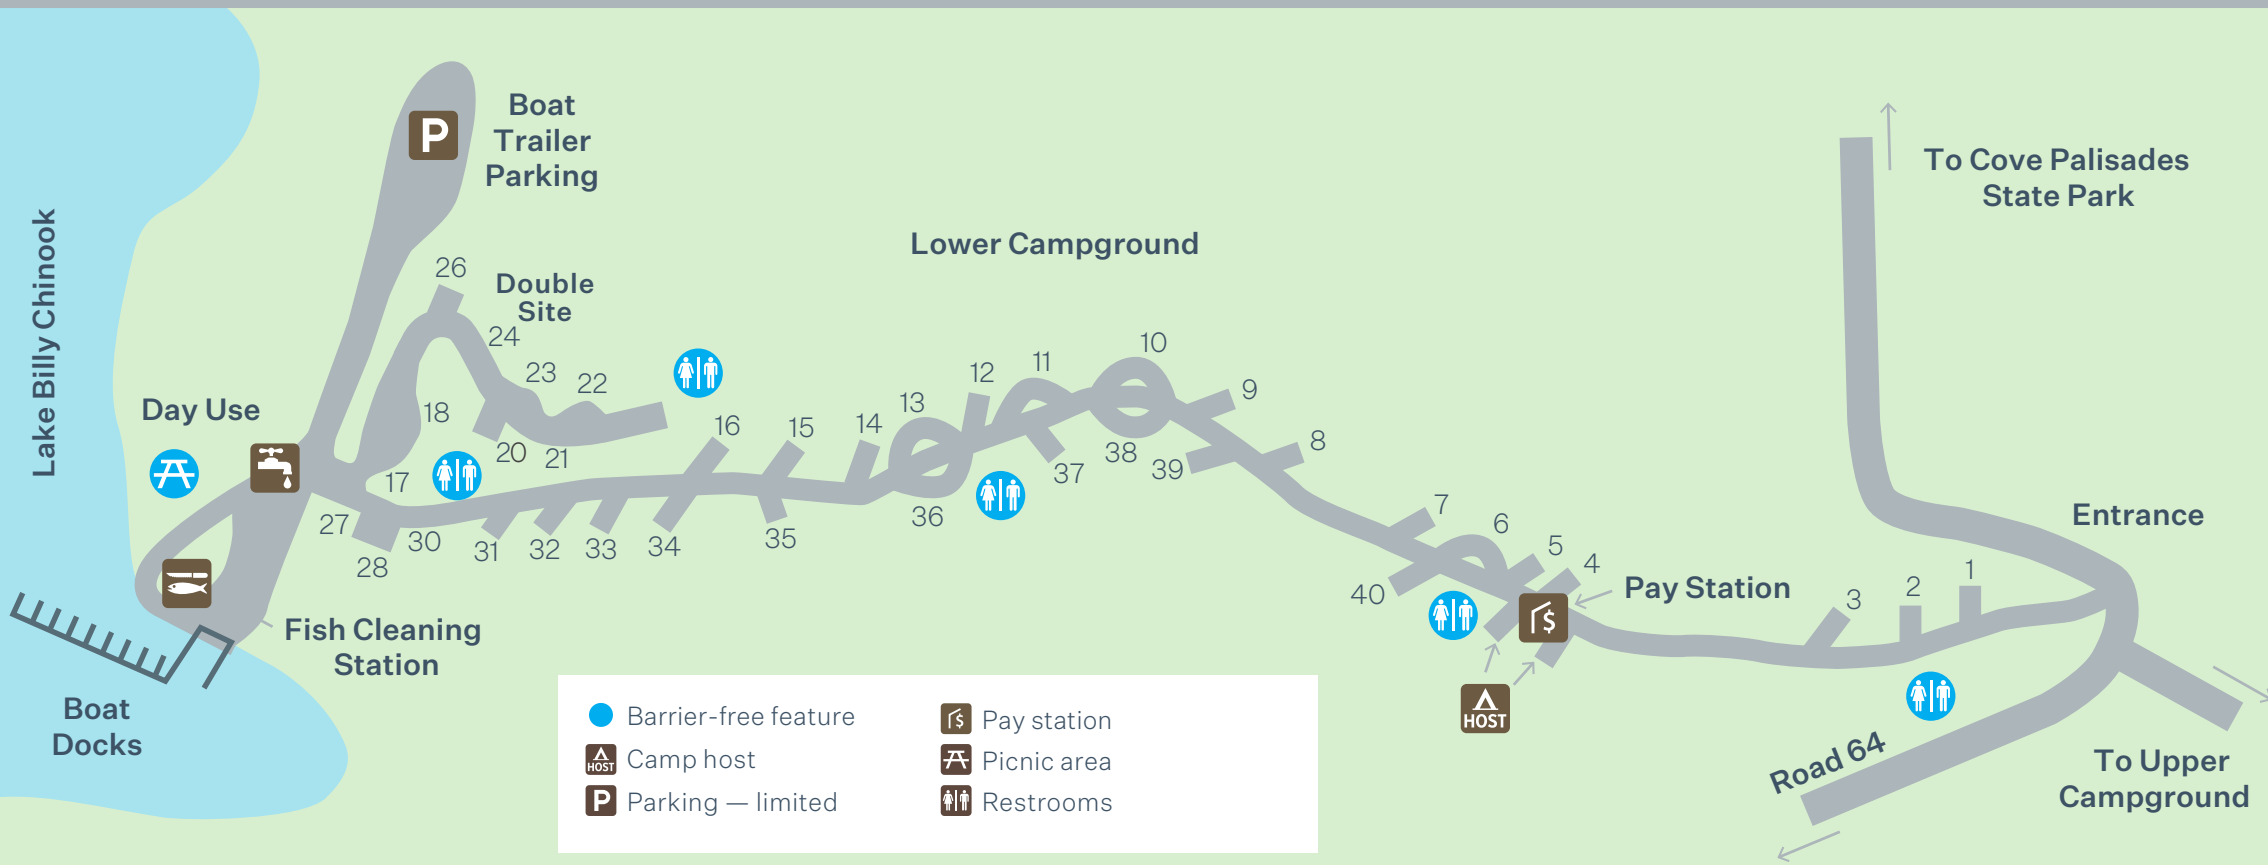 Boat
Trailer
Parking
P
To Cove Palisades
State Park
Lake Billy Chinook
Lower Campground
26
Double
Site
24
23
22
Day Use
18
20
21
17
16
15
14
13
12
11
10
9
8
37
38
39
36
27
28
30
31
32
33
34
35
7
6
5
4
40
Entrance
Pay Station
$
3
2
1
Fish Cleaning
Station
HOST
Boat
Docks
Road 64
To Upper
Campground
Barrier-free feature
HOST Camp host
P Parking — limited
$ Pay station
Picnic area
Restrooms